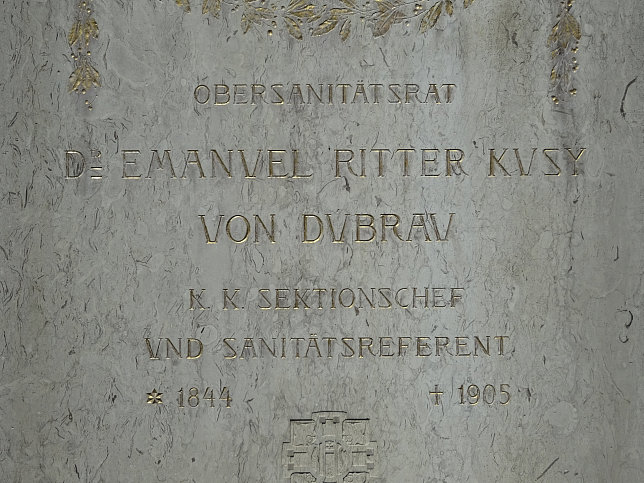 OBERSANITÄTSRAT
DR EMANVEL RITTER KVSY
VON DVBRAV
K. K. SEKTIONSCHEF
VND SANITÄTSREFERENT
* 1844 † 1905